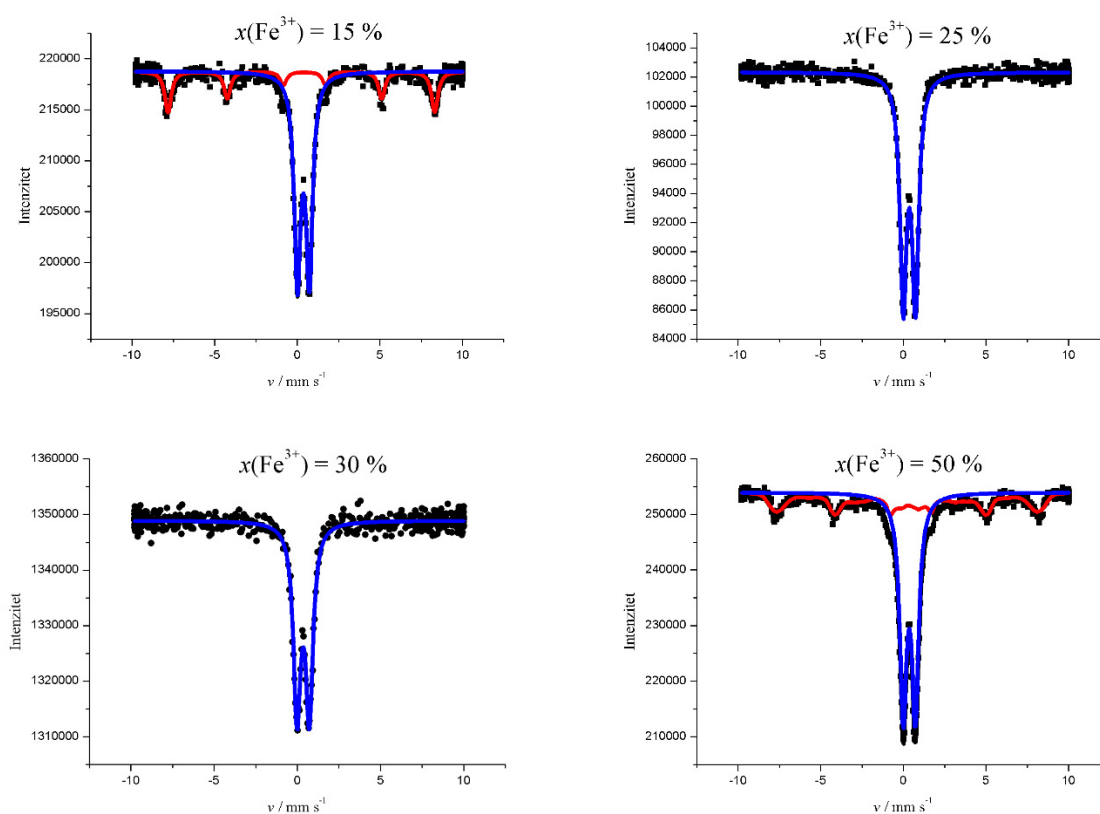 x(Fe³⁺) = 15 %
220000
215000
210000
205000
200000
195000
Intenzitet
-10 -5 0 5 10
v / mm s⁻¹
x(Fe³⁺) = 25 %
104000
102000
100000
98000
96000
94000
92000
90000
88000
86000
84000
Intenzitet
-10 -5 0 5 10
v / mm s⁻¹
x(Fe³⁺) = 30 %
1360000
1350000
1340000
1330000
1320000
1310000
Intenzitet
-10 -5 0 5 10
v / mm s⁻¹
x(Fe³⁺) = 50 %
260000
250000
240000
230000
220000
210000
Intenzitet
-10 -5 0 5 10
v / mm s⁻¹